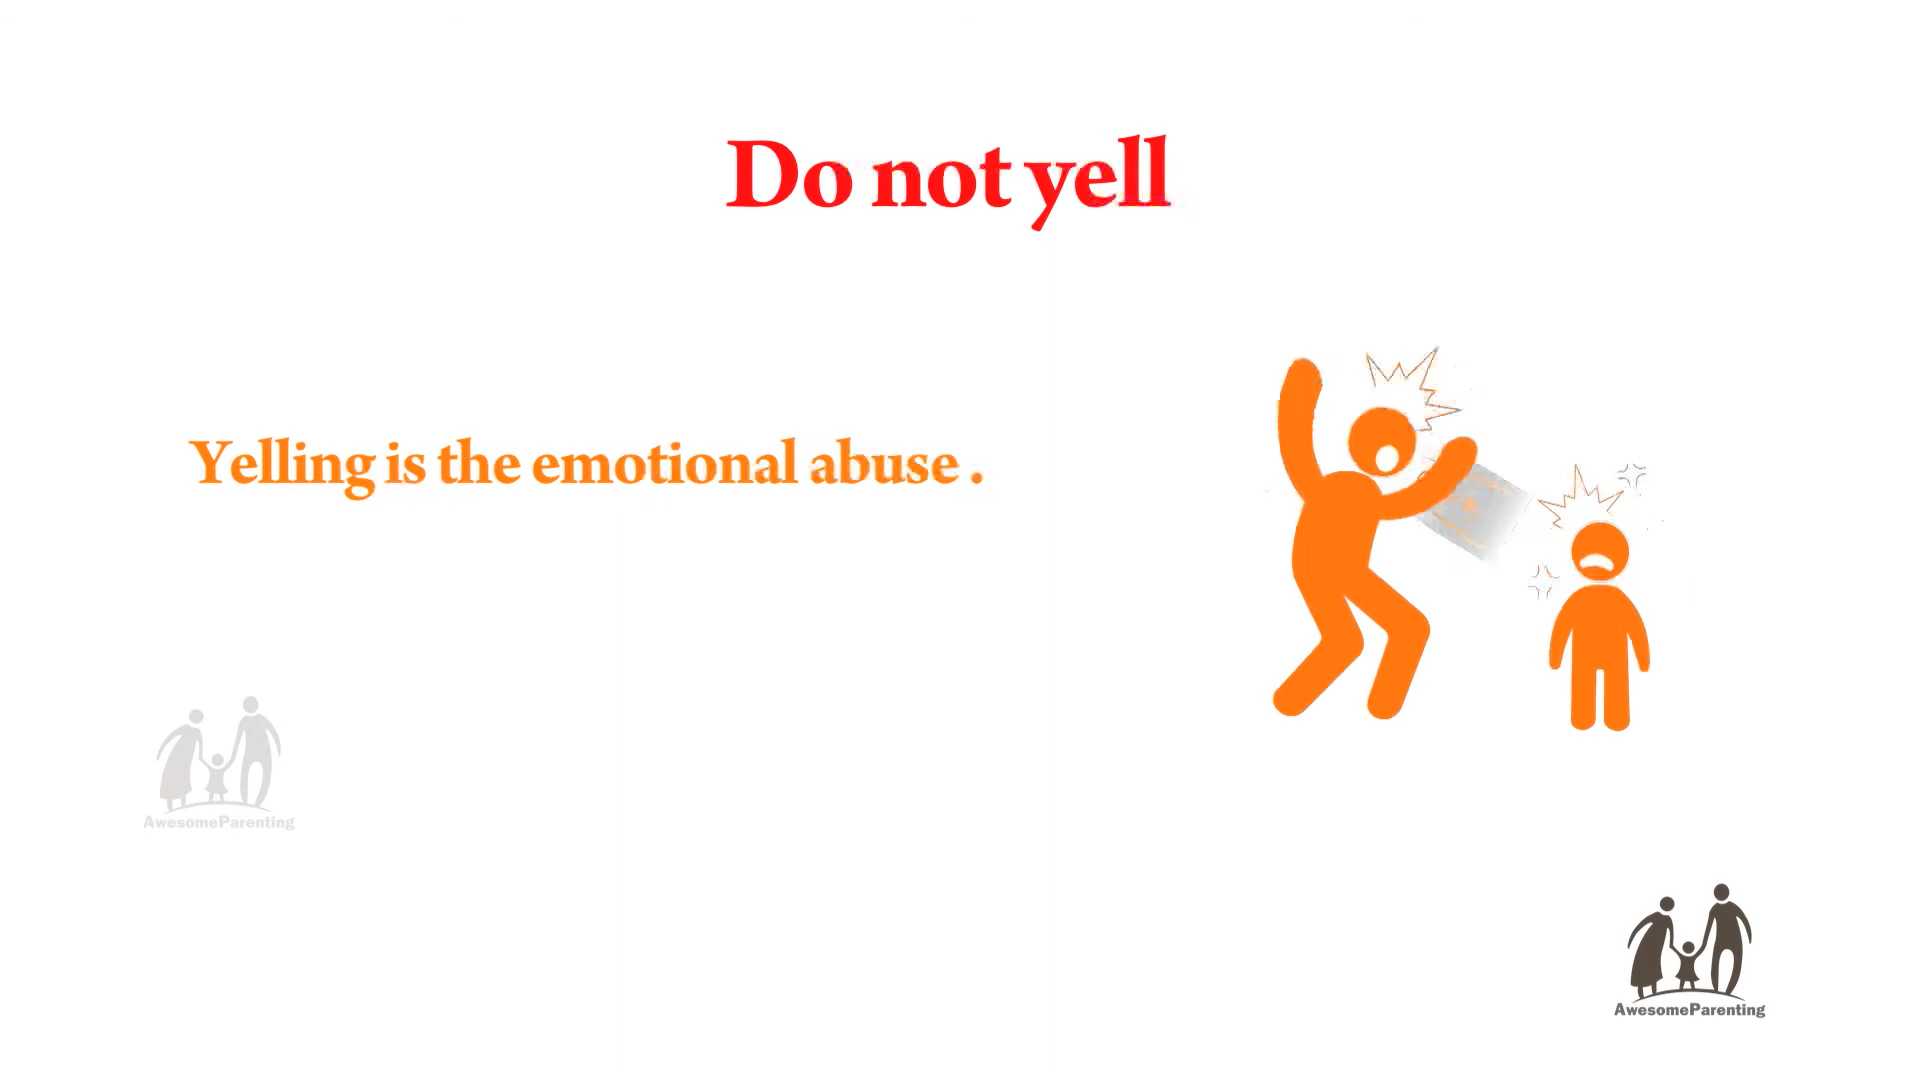 Do not yell
Yelling is the emotional abuse .
AwesomeParenting
AwesomeParenting